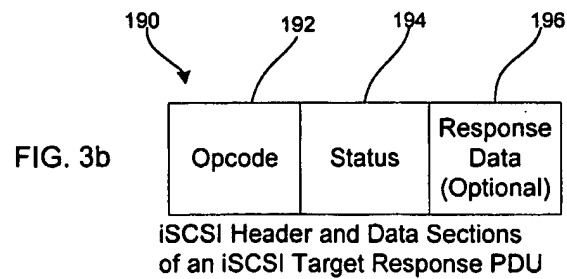 190 192 194 196
FIG. 3b
Opcode Status Response
Data
(Optional)
iSCSI Header and Data Sections
of an iSCSI Target Response PDU